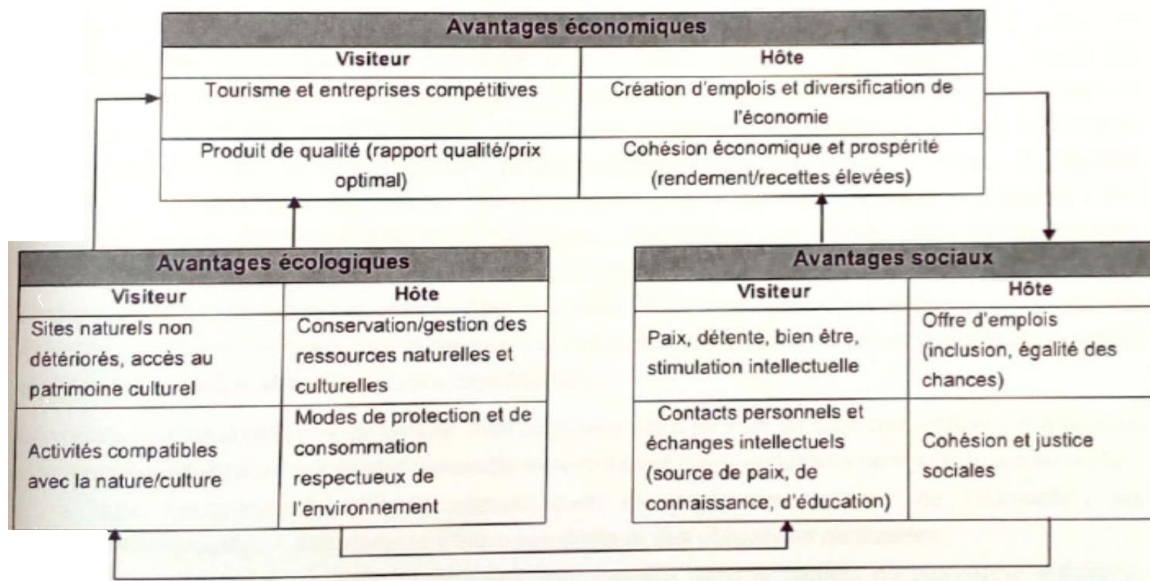 Avantages économiques
Visiteur
Hôte
Tourisme et entreprises compétitives
Création d'emplois et diversification de
l'économie
Produit de qualité (rapport qualité/prix
optimal)
Cohésion économique et prospérité
(rendement/recettes élevées)
Avantages écologiques
Visiteur
Hôte
Sites naturels non
détériorés, accès au
patrimoine culturel
Conservation/gestion des
ressources naturelles et
culturelles
Activités compatibles
avec la nature/culture
Modes de protection et de
consommation
respectueux de
l'environnement
Avantages sociaux
Visiteur
Hôte
Paix, détente, bien être,
stimulation intellectuelle
Offre d'emplois
(inclusion, égalité des
chances)
Contacts personnels et
échanges intellectuels
(source de paix, de
connaissance, d'éducation)
Cohésion et justice
sociales